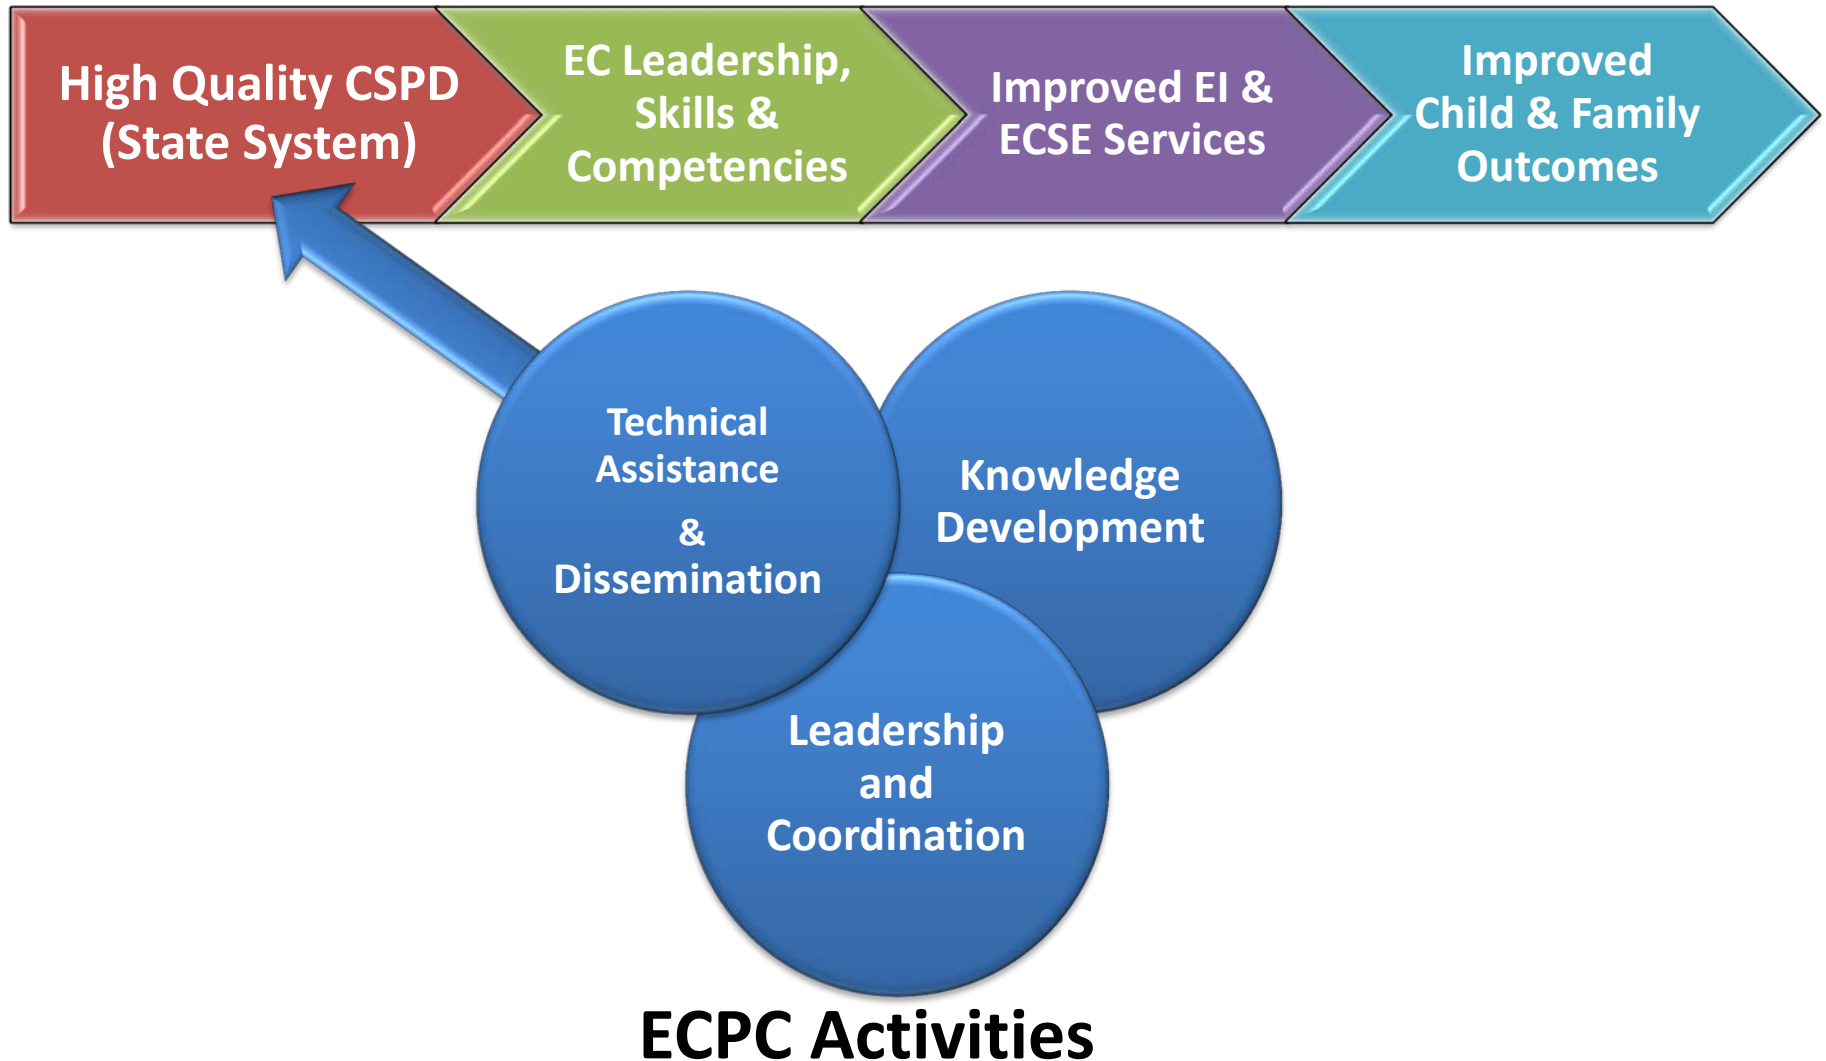 High Quality CSPD
(State System)
EC Leadership,
Skills &
Competencies
Improved EI &
ECSE Services
Improved
Child & Family
Outcomes
Technical
Assistance
&
Dissemination
Knowledge
Development
Leadership
and
Coordination
ECPC Activities